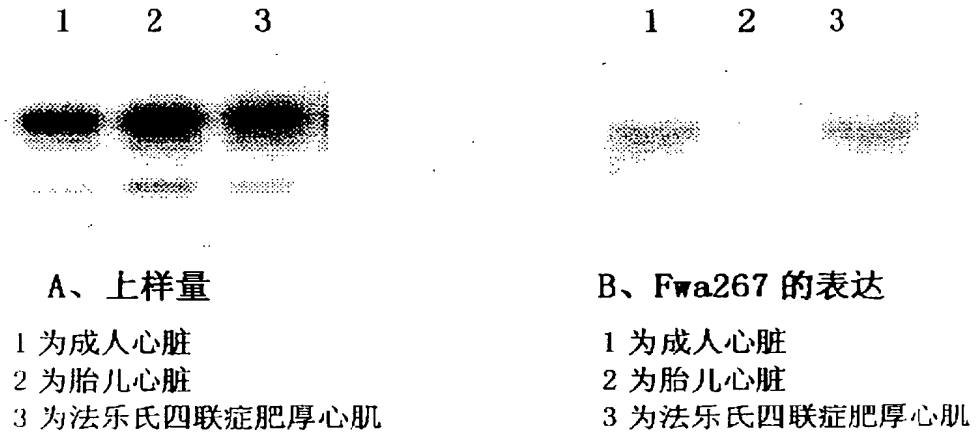 1 2 3
1 2 3
A、上样量
1 为成人心脏
2 为胎儿心脏
3 为法乐氏四联症肥厚心肌
B、Fwa267 的表达
1 为成人心脏
2 为胎儿心脏
3 为法乐氏四联症肥厚心肌